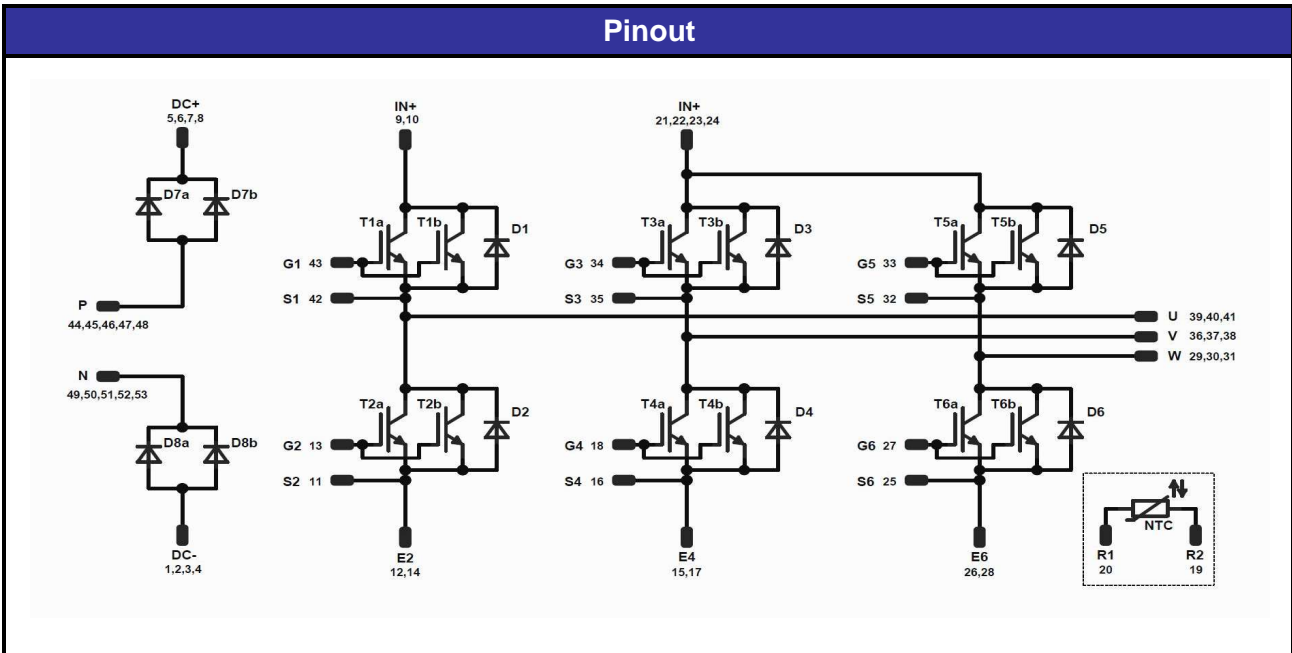 Pinout
DC+
5,6,7,8
IN+
9,10
IN+
21,22,23,24
D7a
D7b
T1a
T1b
D1
T3a
T3b
D3
T5a
T5b
D5
G1 43
G3 34
G5 33
S1 42
S3 35
S5 32
P
44,45,46,47,48
U 39,40,41
V 36,37,38
W 29,30,31
N
49,50,51,52,53
T2a
T2b
D2
T4a
T4b
D4
T6a
T6b
D6
D8a
D8b
G2 13
G4 18
G6 27
S2 11
S4 16
S6 25
NTC
DC-
1,2,3,4
E2
12,14
E4
15,17
E6
26,28
R1
20
R2
19